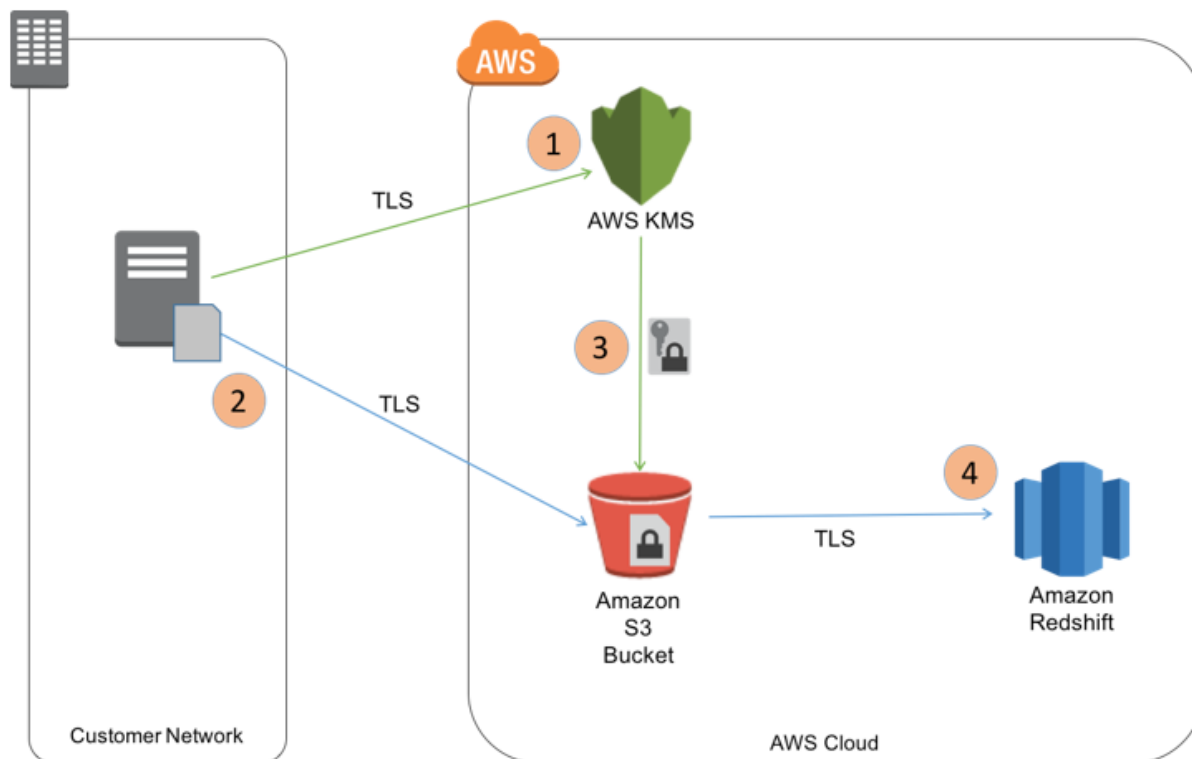 AWS
1
TLS
AWS KMS
3
2
TLS
4
TLS
Amazon
S3
Bucket
Amazon
Redshift
Customer Network
AWS Cloud